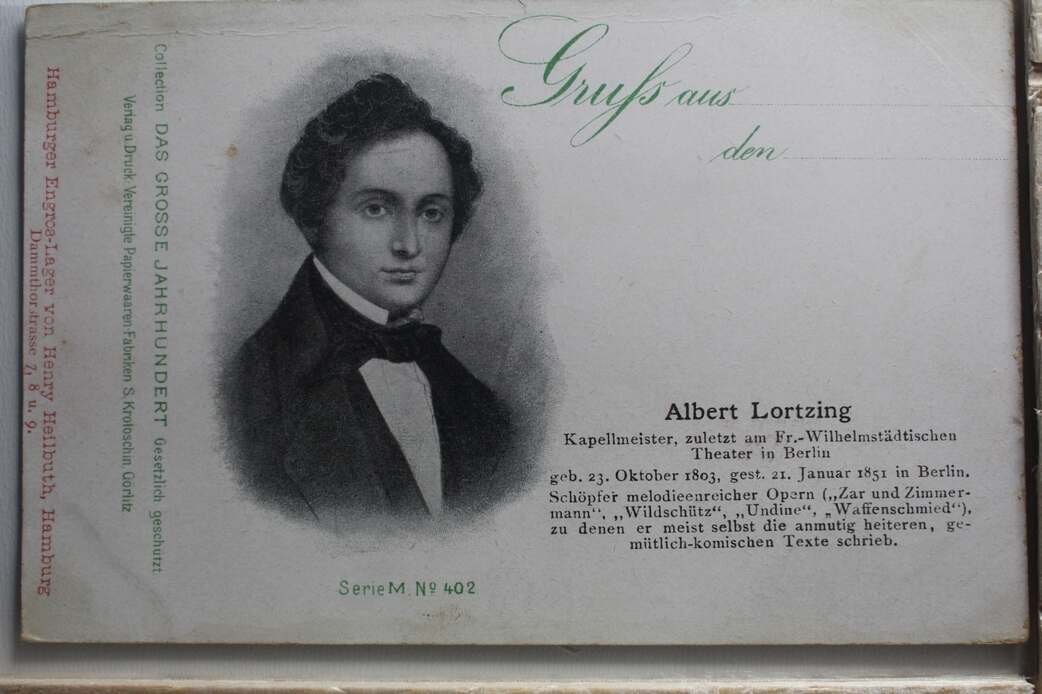 Gruſs aus
den
Albert Lortzing
Kapellmeister, zuletzt am Fr.-Wilhelmstädtischen
Theater in Berlin
geb. 23. Oktober 1803, gest. 21. Januar 1851 in Berlin.
Schöpfer melodieenreicher Opern („Zar und Zimmer-
mann“, „Wildschütz“, „Undine“, „Waffenschmied“),
zu denen er meist selbst die anmutig heiteren, ge-
mütlich-komischen Texte schrieb.
Serie M. Nº 402
Collection DAS GROSSE JAHRHUNDERT Gesetzlich geschützt
Verlag u. Druck Vereinigte Papierwaaren-Fabriken S. Krotoschin, Görlitz
Hamburger Engros-Lager von Henry Heilbuth, Hamburg
Dammthorstrasse 7, 8 u. 9.